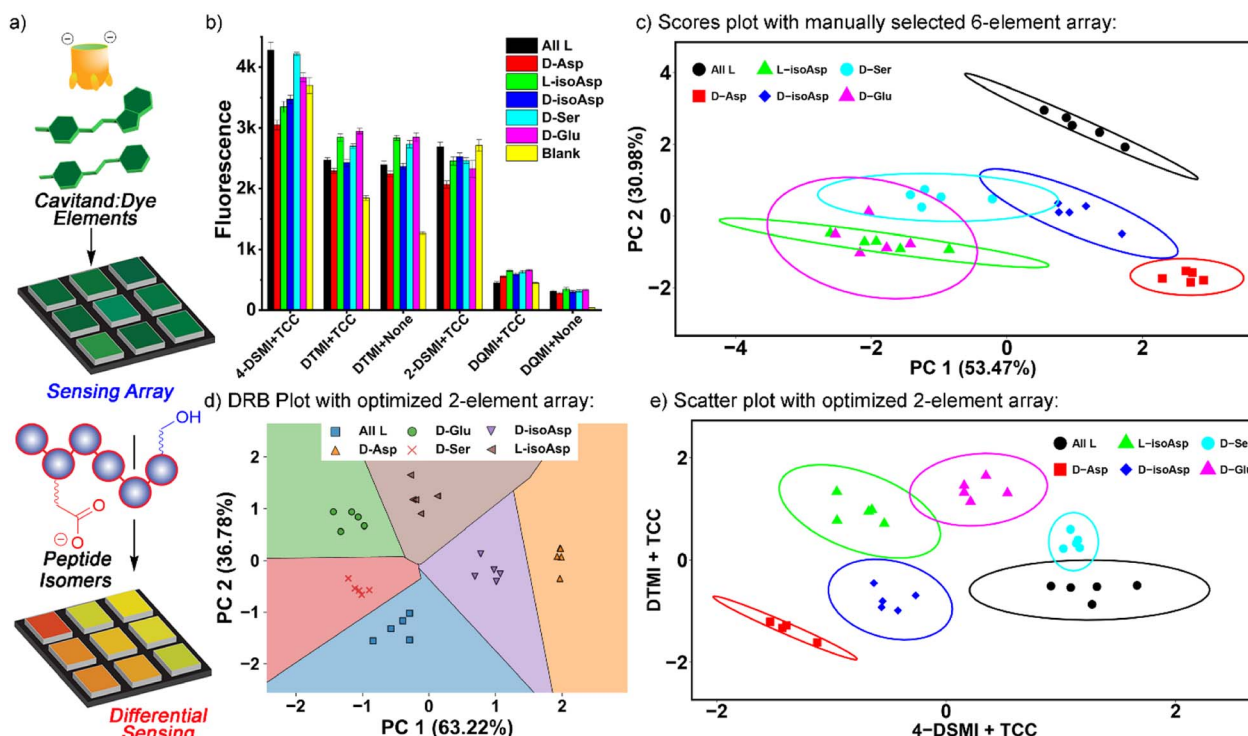 a)
⊖ ⊖
Cavitand:Dye
Elements
Sensing Array
OH
O
O
⊖
Peptide
Isomers
Differential
Sensing
b)
Fluorescence
4k
3k
2k
1k
0
All L
D-Asp
L-isoAsp
D-isoAsp
D-Ser
D-Glu
Blank
4-DSMI+TCC
DTMI+TCC
DTMI+None
2-DSMI+TCC
DQMI+TCC
DQMI+None
c) Scores plot with manually selected 6-element array:
All L L−isoAsp D−Ser
D−Asp D−isoAsp D−Glu
PC 2 (30.98%)
4
2
0
−2
−4 −2 0 2
PC 1 (53.47%)
d) DRB Plot with optimized 2-element array:
All L D-Glu D-isoAsp
D-Asp D-Ser L-isoAsp
PC 2 (36.78%)
2
1
0
−1
−2
−2 −1 0 1 2
PC 1 (63.22%)
e) Scatter plot with optimized 2-element array:
All L L−isoAsp D−Se
D−Asp D−isoAsp D−Glu
DTMI + TCC
2
0
−2
−2 0 2
4−DSMI + TCC